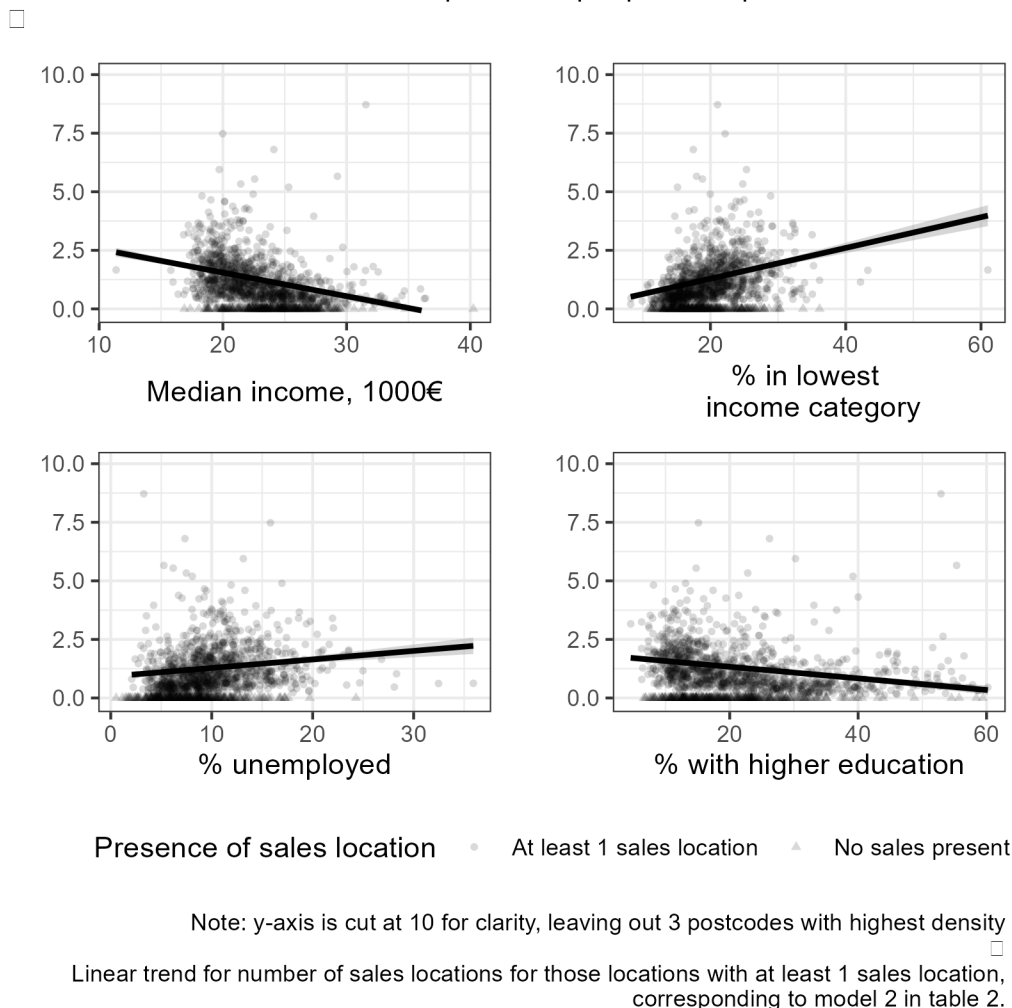 10.0
7.5
5.0
2.5
0.0
10 20 30 40
Median income, 1000€
10.0
7.5
5.0
2.5
0.0
20 40 60
% in lowest
income category
10.0
7.5
5.0
2.5
0.0
0 10 20 30
% unemployed
10.0
7.5
5.0
2.5
0.0
20 40 60
% with higher education
Presence of sales location At least 1 sales location No sales present
Note: y-axis is cut at 10 for clarity, leaving out 3 postcodes with highest density
Linear trend for number of sales locations for those locations with at least 1 sales location,
corresponding to model 2 in table 2.